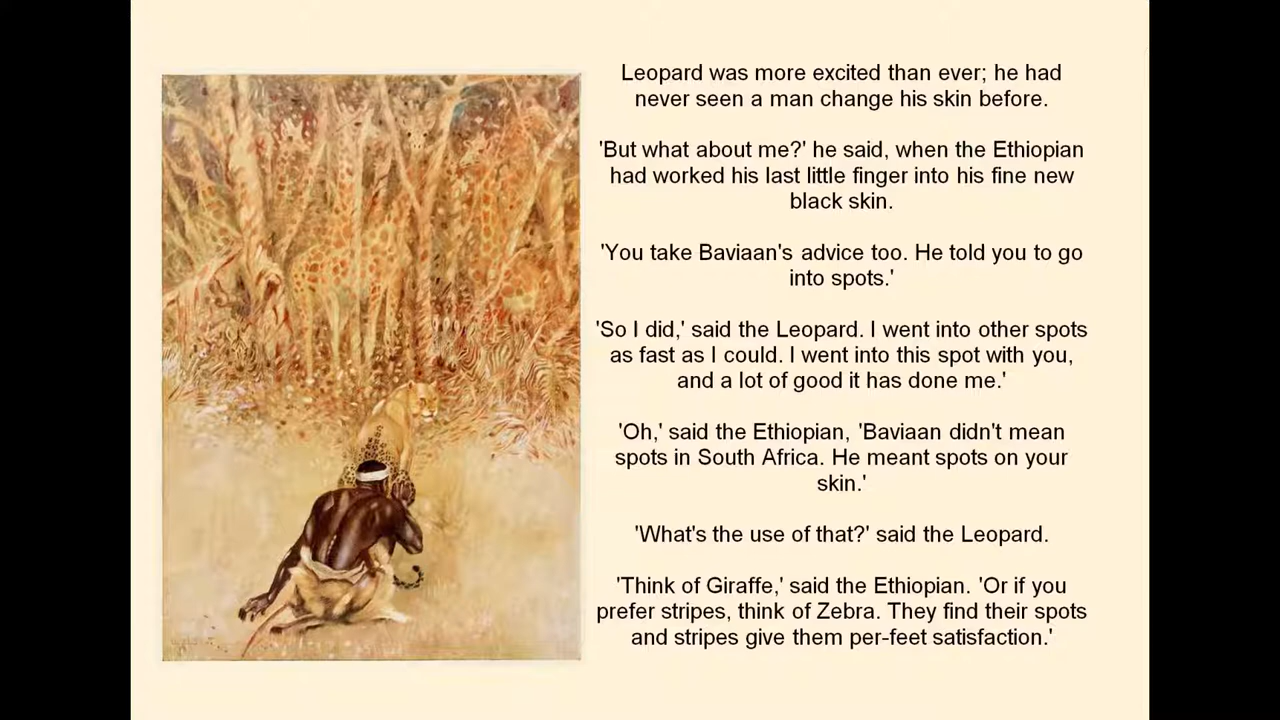 Leopard was more excited than ever; he had
never seen a man change his skin before.
'But what about me?' he said, when the Ethiopian
had worked his last little finger into his fine new
black skin.
'You take Baviaan's advice too. He told you to go
into spots.'
'So I did,' said the Leopard. I went into other spots
as fast as I could. I went into this spot with you,
and a lot of good it has done me.'
'Oh,' said the Ethiopian, 'Baviaan didn't mean
spots in South Africa. He meant spots on your
skin.'
'What's the use of that?' said the Leopard.
'Think of Giraffe,' said the Ethiopian. 'Or if you
prefer stripes, think of Zebra. They find their spots
and stripes give them per-feet satisfaction.'